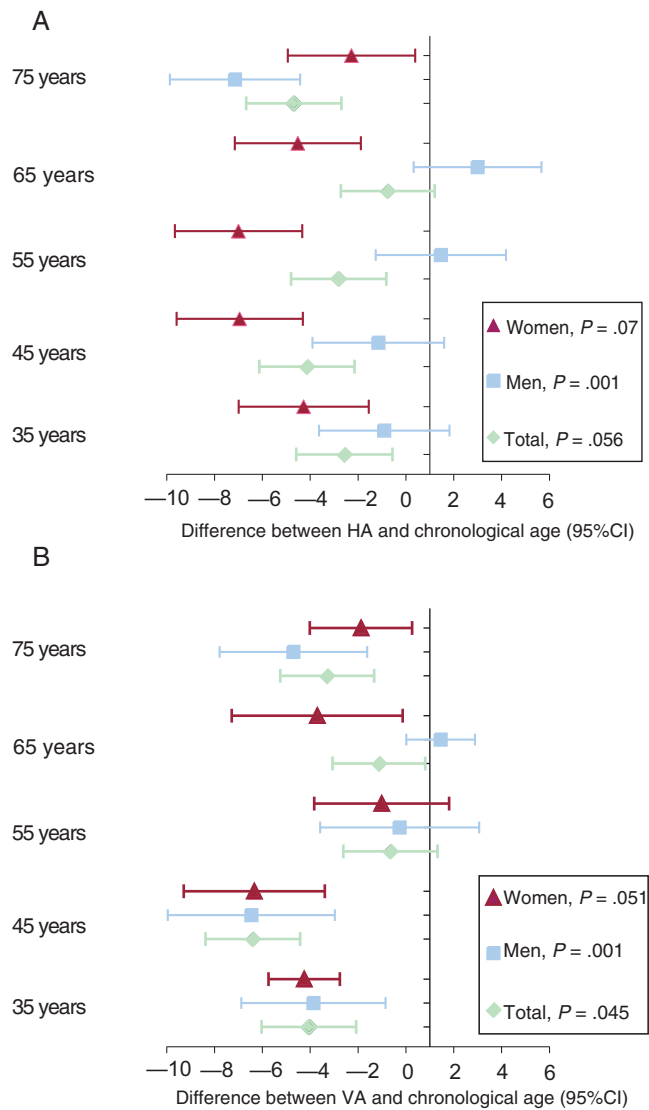 A
75 years
65 years
55 years
45 years
35 years
Women, P = .07
Men, P = .001
Total, P = .056
—10 —8 —6 —4 —2 0 2 4 6
Difference between HA and chronological age (95%CI)
B
75 years
65 years
55 years
45 years
35 years
Women, P = .051
Men, P = .001
Total, P = .045
—10 —8 —6 —4 —2 0 2 4 6
Difference between VA and chronological age (95%CI)